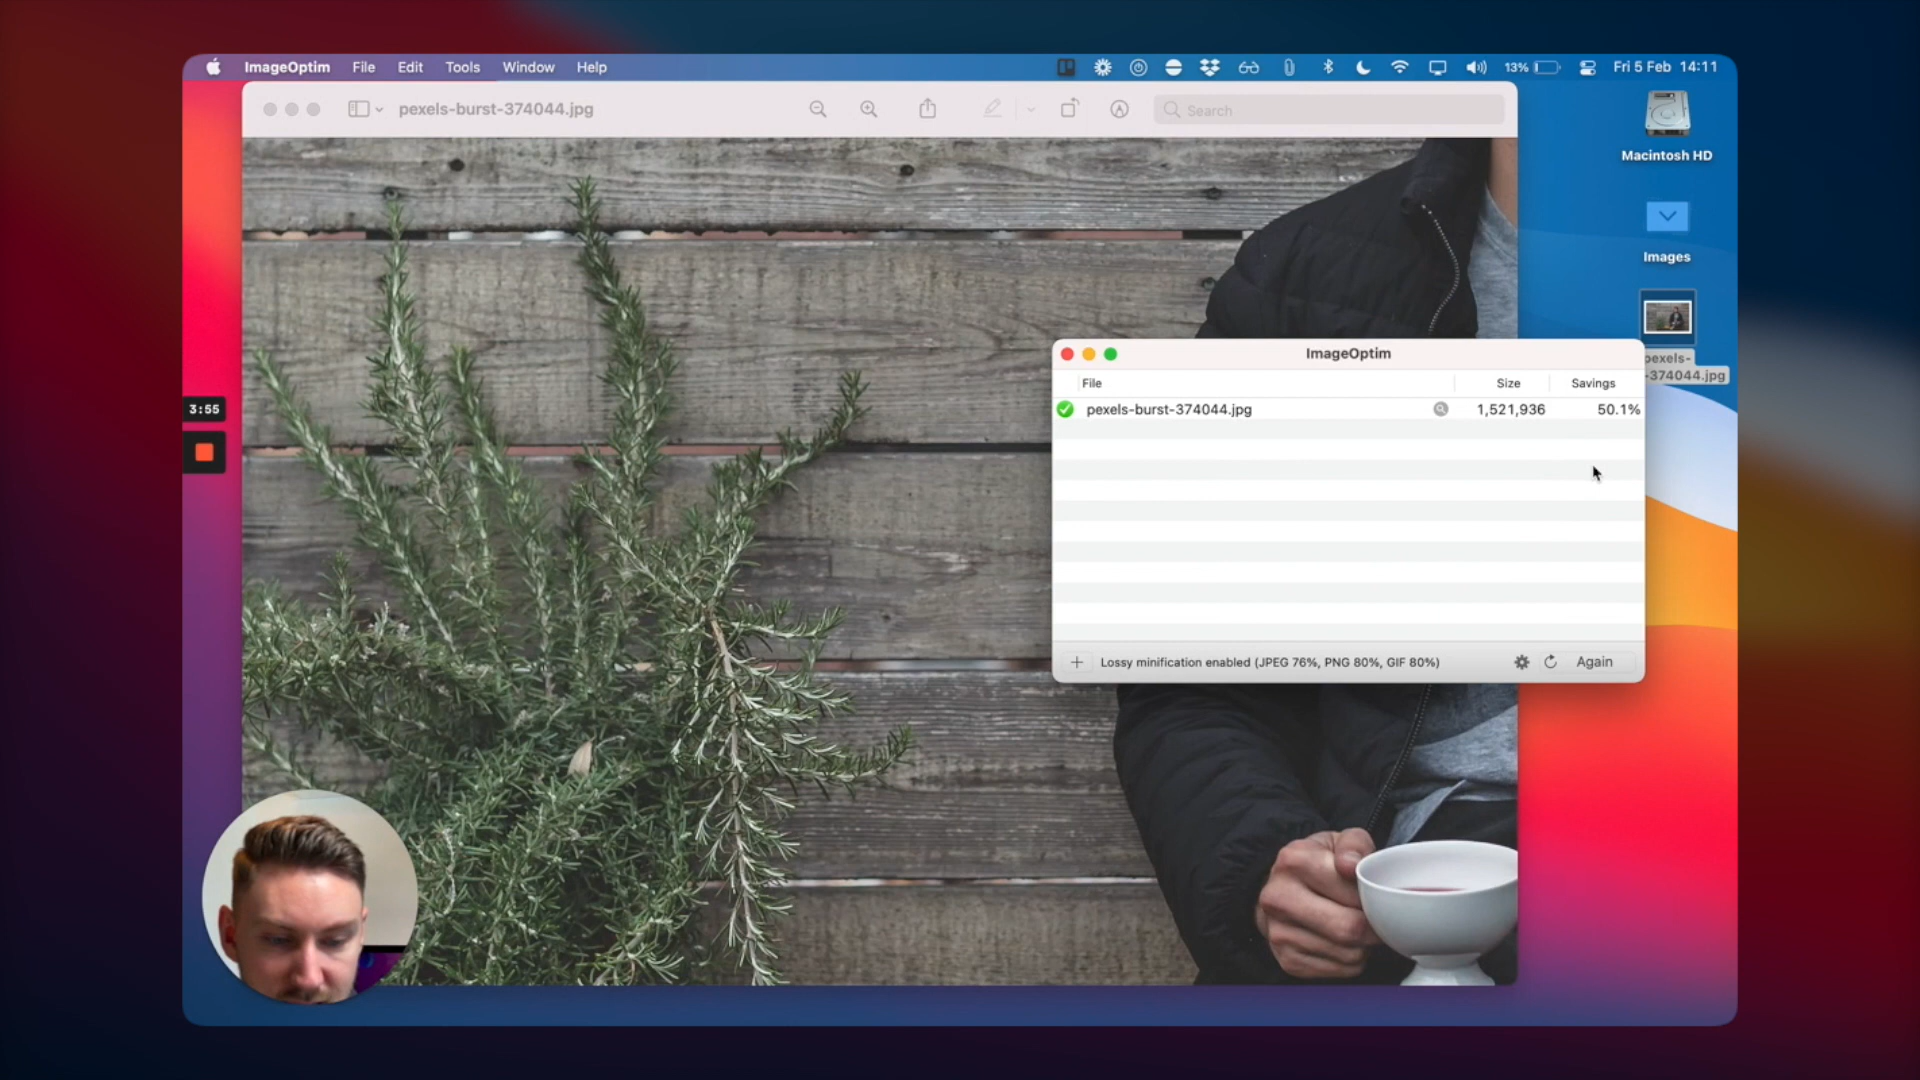 ImageOptim File Edit Tools Window Help 13% Fri 5 Feb 14:11
pexels-burst-374044.jpg Search
Macintosh HD
Images
pexels-
-374044.jpg
3:55
ImageOptim
File Size Savings
pexels-burst-374044.jpg 1,521,936 50.1%
Lossy minification enabled (JPEG 76%, PNG 80%, GIF 80%) Again